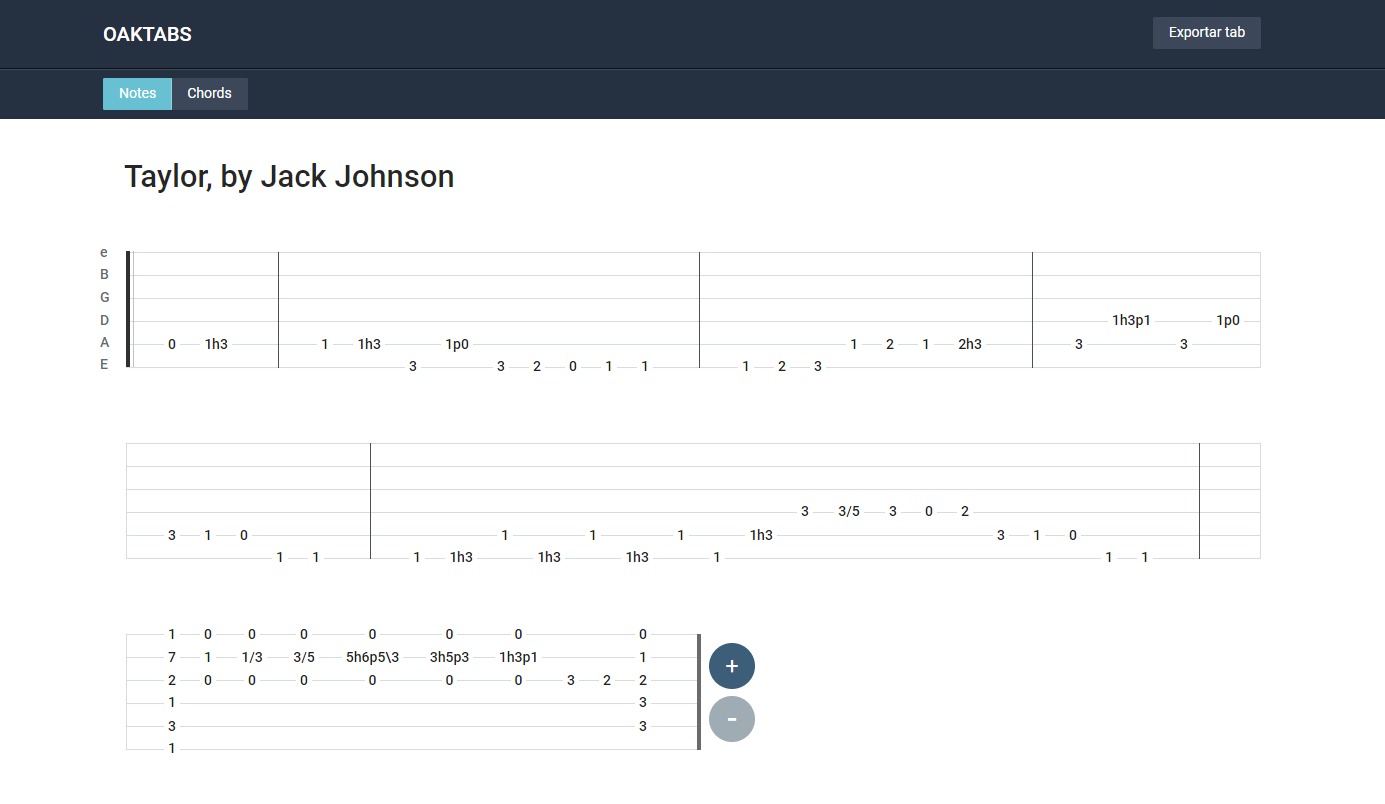 OAKTABS Exportar tab
Notes Chords
Taylor, by Jack Johnson
e
B
G
D 1h3p1 1p0
A 0 1h3 1 1h3 1p0 1 2 1 2h3 3 3
E 3 3 2 0 1 1 1 2 3
3 3/5 3 0 2
3 1 0 1 1 1 1h3 3 1 0
1 1 1 1h3 1h3 1h3 1 1 1
1 0 0 0 0 0 0 0
7 1 1/3 3/5 5h6p5\3 3h5p3 1h3p1 1 +
2 0 0 0 0 0 0 3 2 2
1 3
3 3 -
1